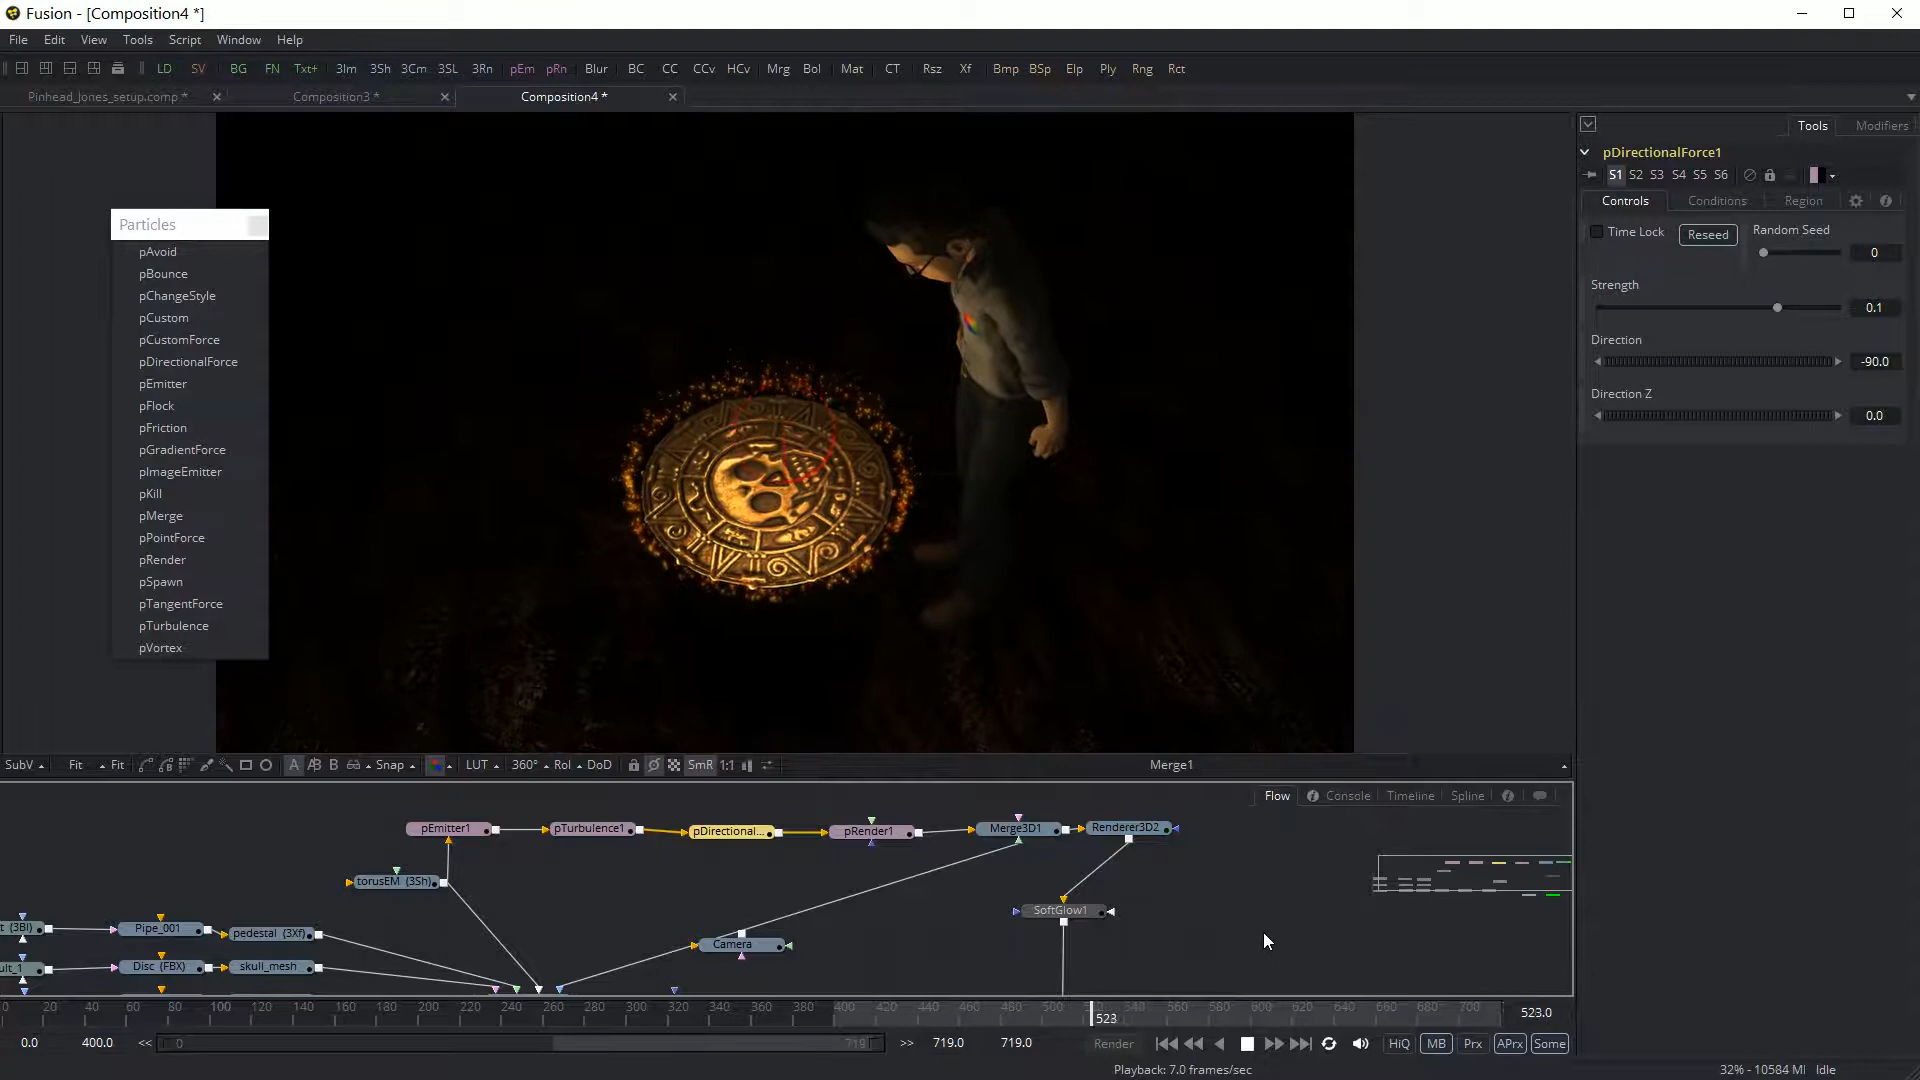 Fusion - [Composition4 *]
File Edit View Tools Script Window Help
LD SV BG FN Txt+ 3Im 3Sh 3Cm 3SL 3Rn pEm pRn Blur BC CC CCv HCv Mrg Bol Mat CT Rsz Xf Bmp BSp Elp Ply Rng Rct
Pinhead_Jones_setup.comp * Composition3 * Composition4 *
Tools Modifiers
pDirectionalForce1
S1 S2 S3 S4 S5 S6
Controls Conditions Region
Time Lock Reseed Random Seed
0
Strength
0.1
Direction
-90.0
Direction Z
0.0
Particles
pAvoid
pBounce
pChangeStyle
pCustom
pCustomForce
pDirectionalForce
pEmitter
pFlock
pFriction
pGradientForce
pImageEmitter
pKill
pMerge
pPointForce
pRender
pSpawn
pTangentForce
pTurbulence
pVortex
SubV Fit Fit A B Snap LUT 360° Rol DoD SmR 1:1 Merge1
Flow Console Timeline Spline
pEmitter1 pTurbulence1 pDirectional... pRender1 Merge3D1 Renderer3D2
torusEM (3Sh)
SoftGlow1
t (3Bl) Pipe_001 pedestal (3Xf) Camera
ult_1 Disc (FBX) skull_mesh
0 20 40 60 80 100 120 140 160 180 200 220 240 260 280 300 320 340 360 380 400 420 440 460 480 500 540 560 580 600 620 640 660 680 700
523
523.0
0.0 400.0 << 0 719 >> 719.0 719.0 Render HiQ MB Prx APrx Some
Playback: 7.0 frames/sec 32% - 10584 MI Idle